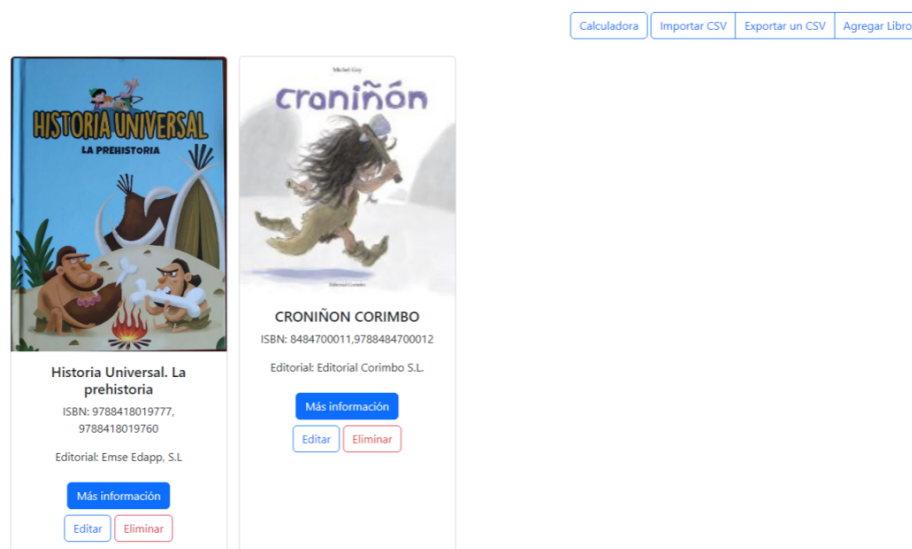 Calculadora
Importar CSV
Exportar un CSV
Agregar Libro
HISTORIA UNIVERSAL
LA PREHISTORIA
Historia Universal. La
prehistoria
ISBN: 9788418019777,
9788418019760
Editorial: Emse Edapp, S.L
Más información
Editar
Eliminar
Michel Gay
croniñón
Editorial Corimbo
CRONIÑON CORIMBO
ISBN: 8484700011,9788484700012
Editorial: Editorial Corimbo S.L.
Más información
Editar
Eliminar